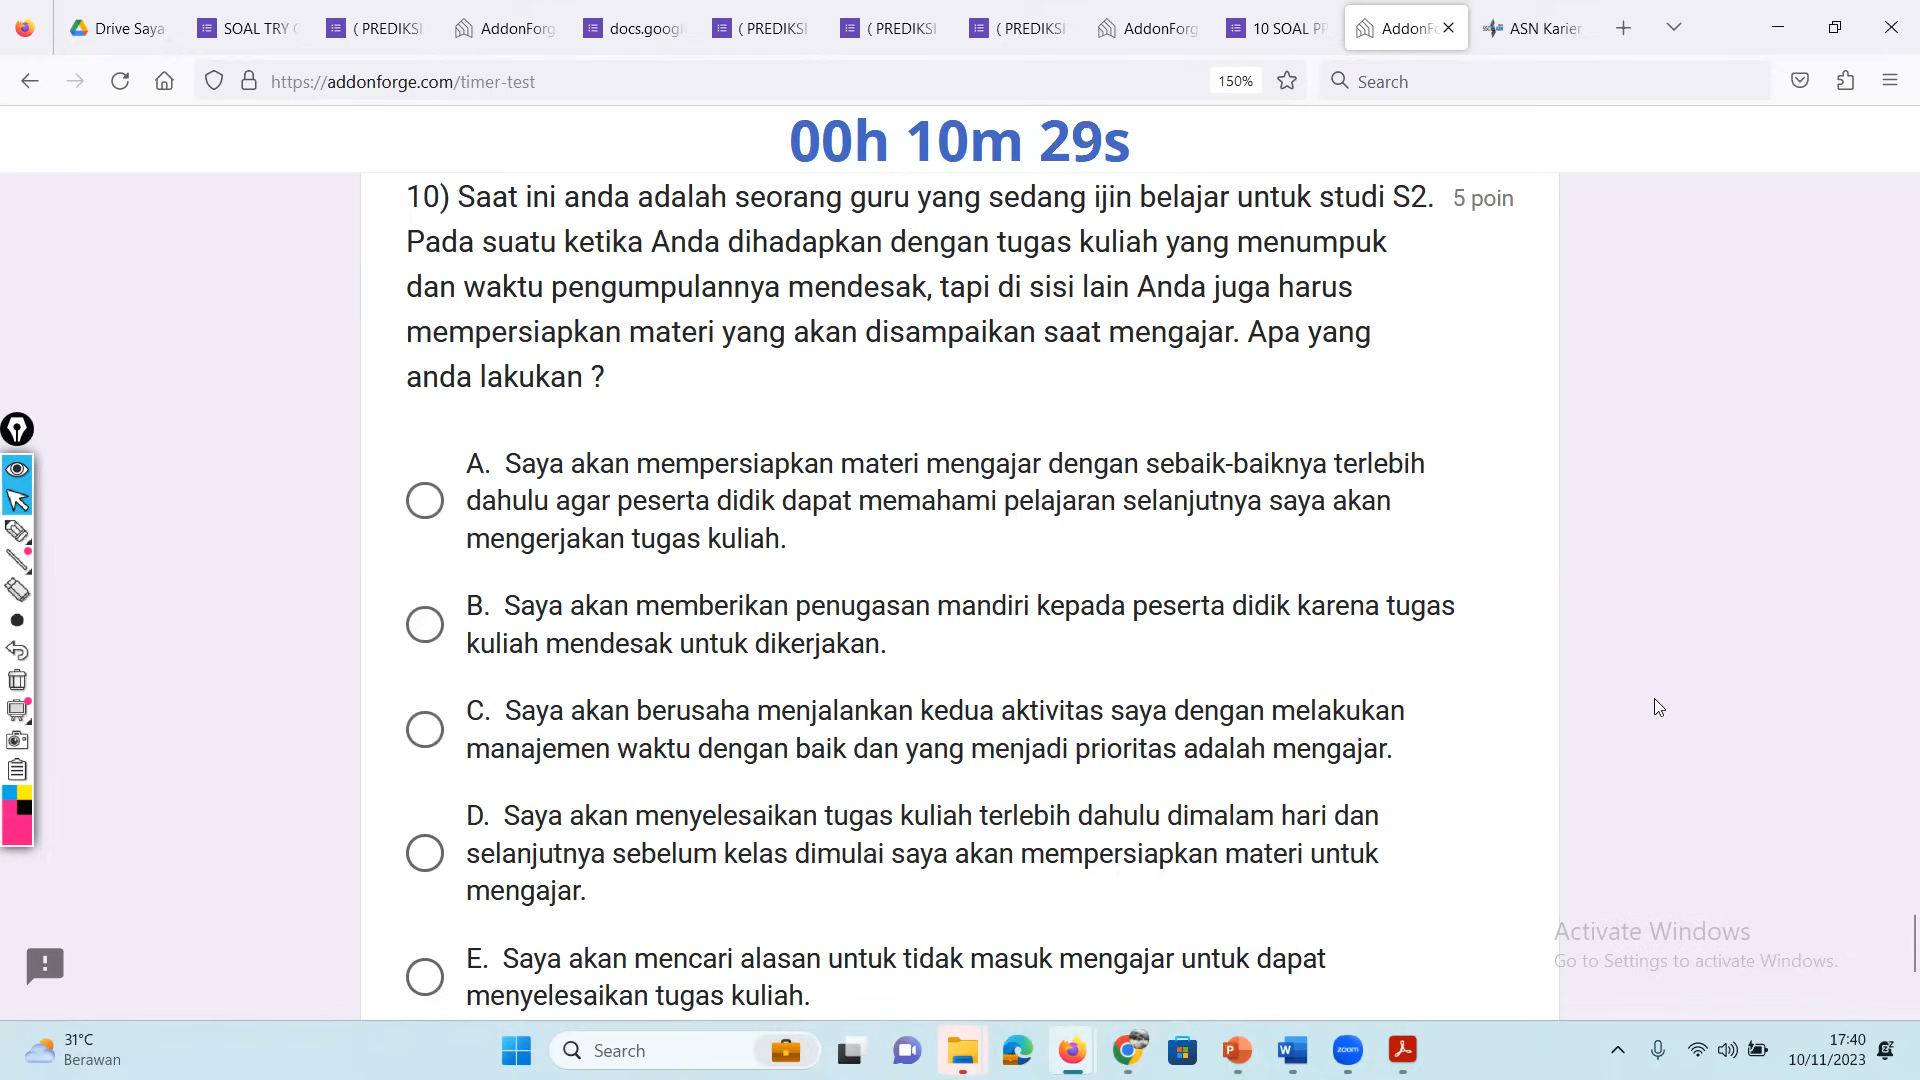 Drive Saya
SOAL TRY
( PREDIKSI
AddonForg
docs.goog
( PREDIKSI
( PREDIKSI
( PREDIKSI
AddonForg
10 SOAL PP
AddonF
ASN Karier
https://addonforge.com/timer-test
150%
Search
00h 10m 29s
10) Saat ini anda adalah seorang guru yang sedang ijin belajar untuk studi S2.
5 poin
Pada suatu ketika Anda dihadapkan dengan tugas kuliah yang menumpuk
dan waktu pengumpulannya mendesak, tapi di sisi lain Anda juga harus
mempersiapkan materi yang akan disampaikan saat mengajar. Apa yang
anda lakukan ?
A. Saya akan mempersiapkan materi mengajar dengan sebaik-baiknya terlebih
dahulu agar peserta didik dapat memahami pelajaran selanjutnya saya akan
mengerjakan tugas kuliah.
B. Saya akan memberikan penugasan mandiri kepada peserta didik karena tugas
kuliah mendesak untuk dikerjakan.
C. Saya akan berusaha menjalankan kedua aktivitas saya dengan melakukan
manajemen waktu dengan baik dan yang menjadi prioritas adalah mengajar.
D. Saya akan menyelesaikan tugas kuliah terlebih dahulu dimalam hari dan
selanjutnya sebelum kelas dimulai saya akan mempersiapkan materi untuk
mengajar.
E. Saya akan mencari alasan untuk tidak masuk mengajar untuk dapat
menyelesaikan tugas kuliah.
Activate Windows
Go to Settings to activate Windows.
31°C
Berawan
Search
zoom
17:40
10/11/2023